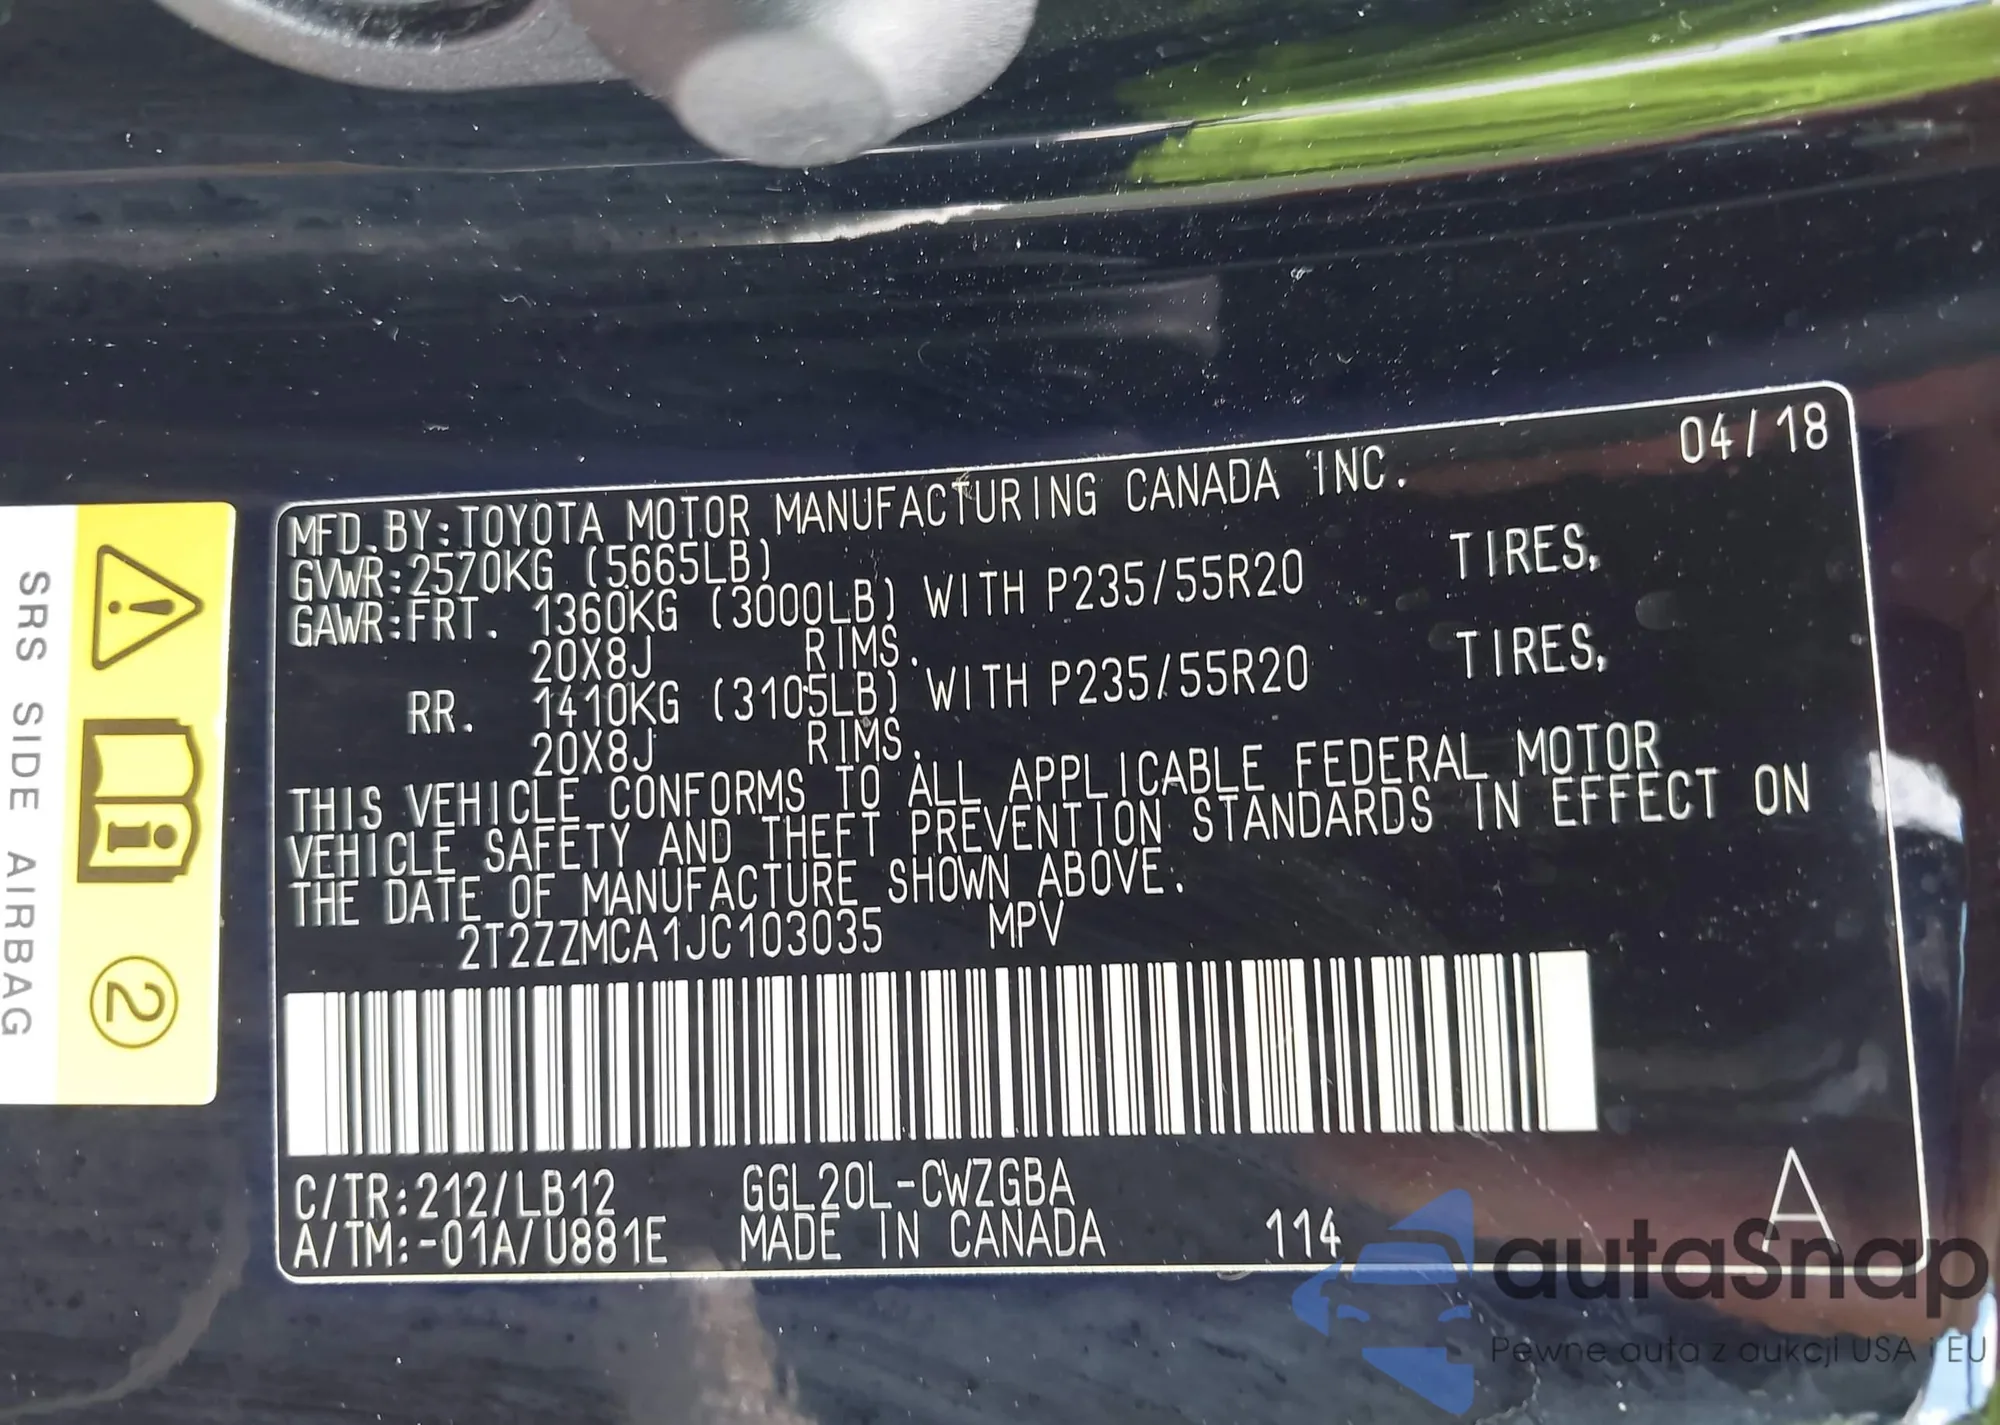 04/18
MFD.BY:TOYOTA MOTOR MANUFACTURING CANADA INC.
GVWR:2570KG (5665LB)
GAWR:FRT. 1360KG (3000LB) WITH P235/55R20 TIRES,
20X8J RIMS.
RR. 1410KG (3105LB) WITH P235/55R20 TIRES,
20X8J RIMS.
THIS VEHICLE CONFORMS TO ALL APPLICABLE FEDERAL MOTOR
VEHICLE SAFETY AND THEFT PREVENTION STANDARDS IN EFFECT ON
THE DATE OF MANUFACTURE SHOWN ABOVE.
2T2ZZMCA1JC103035 MPV
C/TR:212/LB12 GGL20L-CWZGBA
A/TM:-01A/U881E MADE IN CANADA 114 A
SRS SIDE AIRBAG
2
autaSnap
Pewne auta z aukcji USA i EU